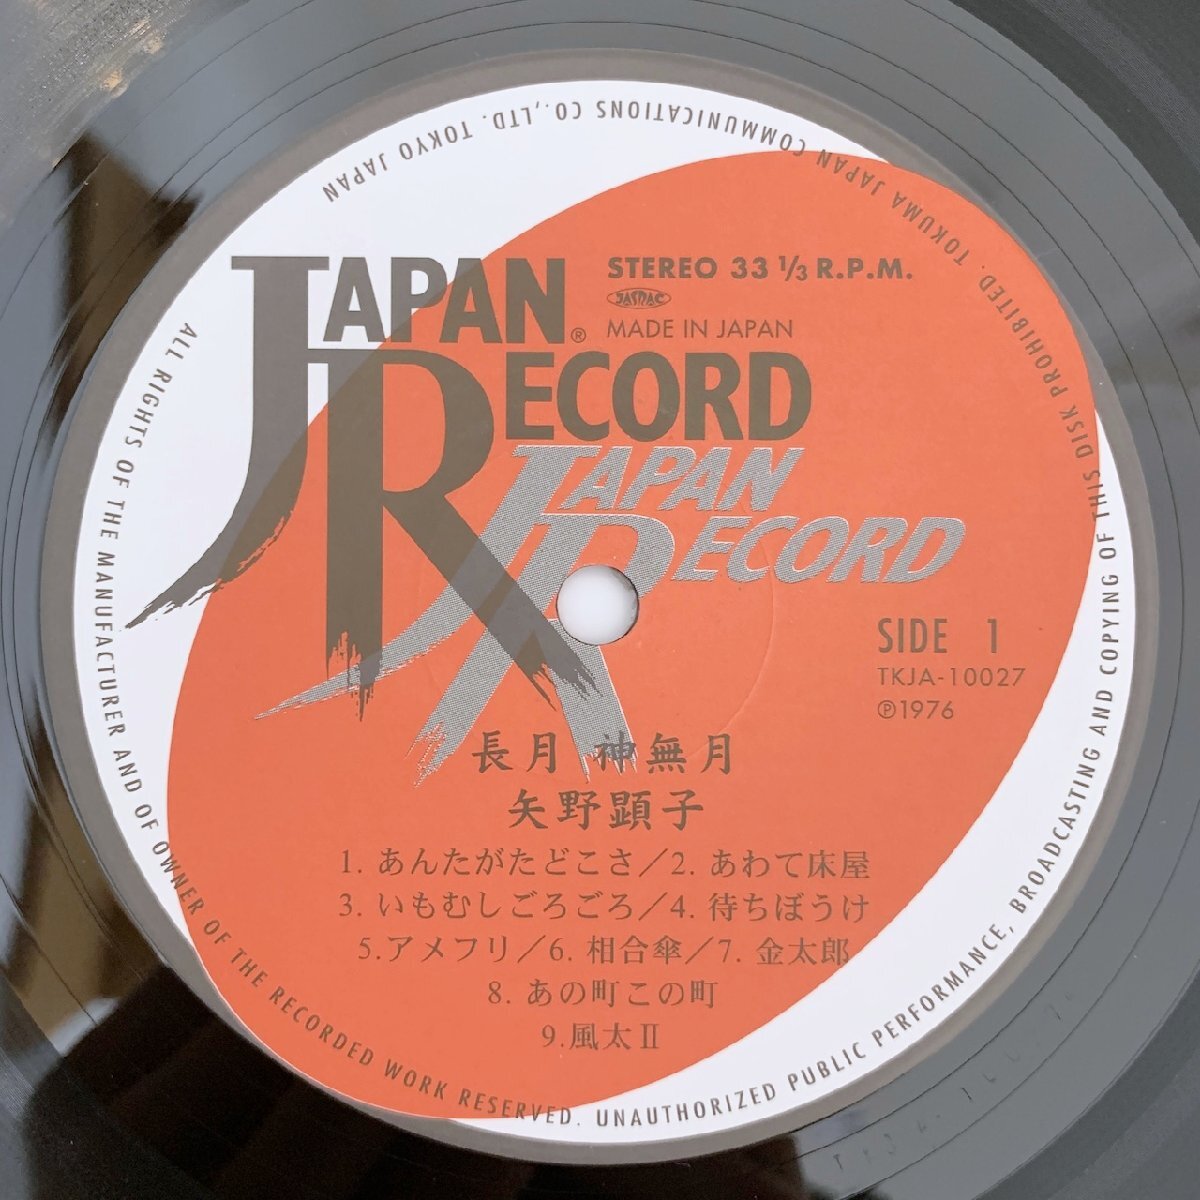 JAPAN
RECORD®
STEREO 33 1/3 R.P.M.
JASRAC
MADE IN JAPAN
JAPAN
RECORD
SIDE 1
TKJA-10027
℗1976
長月 神無月
矢野顕子
1. あんたがたどこさ／2. あわて床屋
3. いもむしごろごろ／4. 待ちぼうけ
5.アメフリ／6. 相合傘／7. 金太郎
8. あの町この町
9.風太Ⅱ
ALL RIGHTS OF THE MANUFACTURER AND OF OWNER OF THE RECORDED WORK RESERVED. UNAUTHORIZED PUBLIC PERFORMANCE, BROADCASTING AND COPYING OF THIS DISK PROHIBITED. TOKUMA JAPAN COMMUNICATIONS CO.,LTD. TOKYO JAPAN